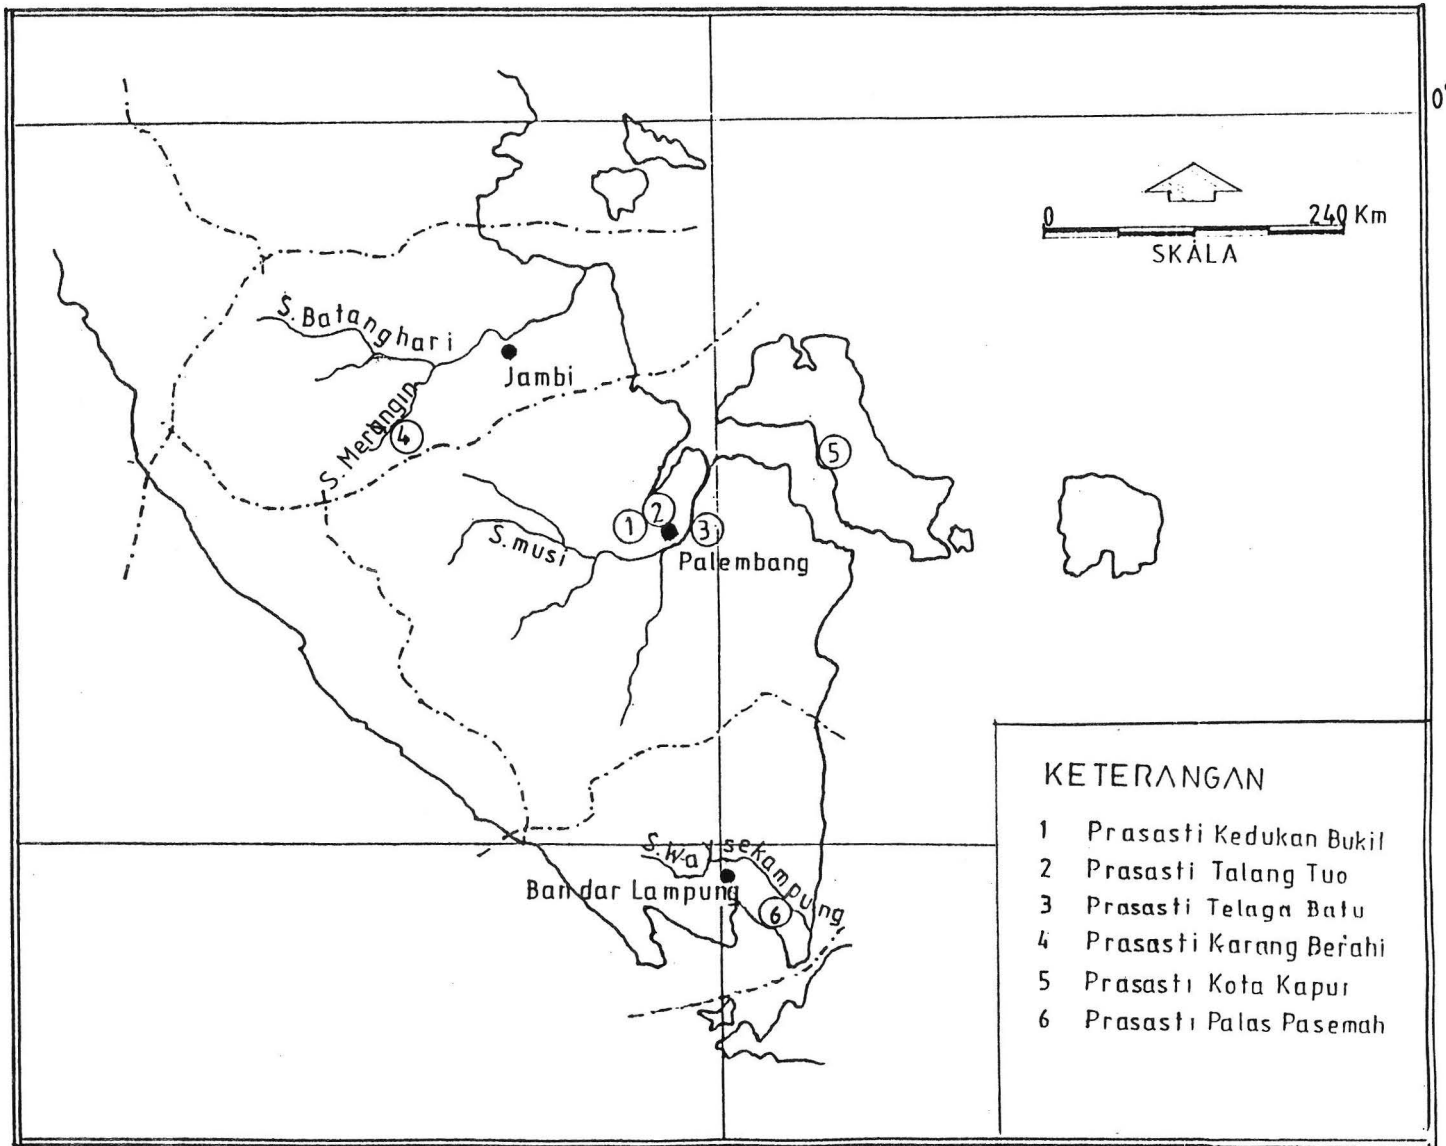 0°
0 240 Km
SKALA
S. Batanghari
Jambi
S. Merangin
4
5
1
2
3
S. musi
Palembang
S. Way sekampung
Bandar Lampung
6
KETERANGAN
1 Prasasti Kedukan Bukil
2 Prasasti Talang Tuo
3 Prasasti Telaga Batu
4 Prasasti Karang Berahi
5 Prasasti Kota Kapur
6 Prasasti Palas Pasemah